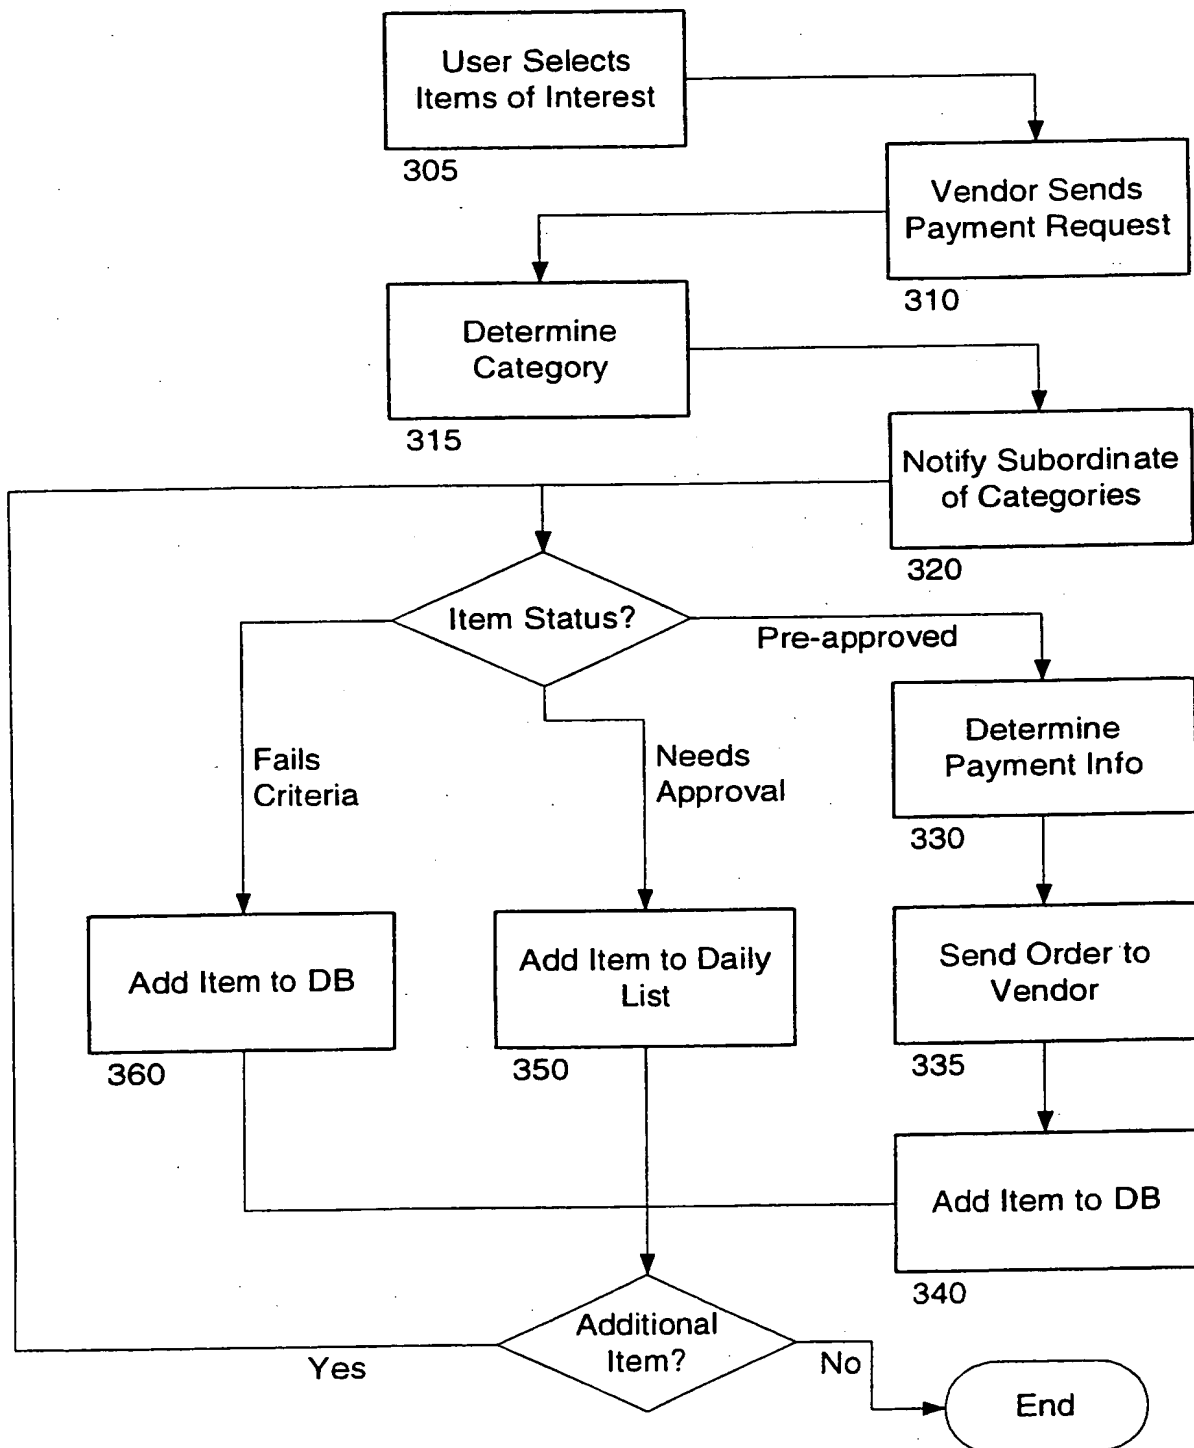 User Selects
Items of Interest
305
Vendor Sends
Payment Request
310
Determine
Category
315
Notify Subordinate
of Categories
320
Item Status?
Pre-approved
Fails
Criteria
Needs
Approval
Determine
Payment Info
330
Add Item to DB
360
Add Item to Daily
List
350
Send Order to
Vendor
335
Add Item to DB
340
Additional
Item?
Yes
No
End